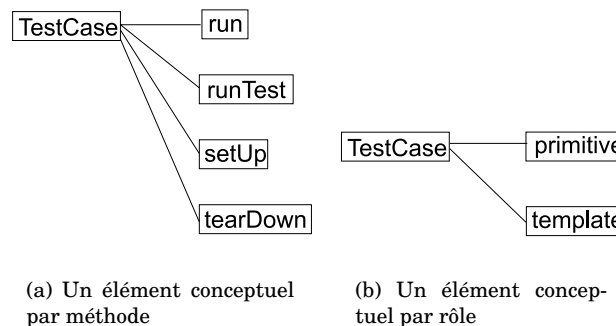 TestCase
run
runTest
setUp
tearDown
TestCase
primitive
template
(a) Un élément conceptuel
par méthode
(b) Un élément concep-
tuel par rôle